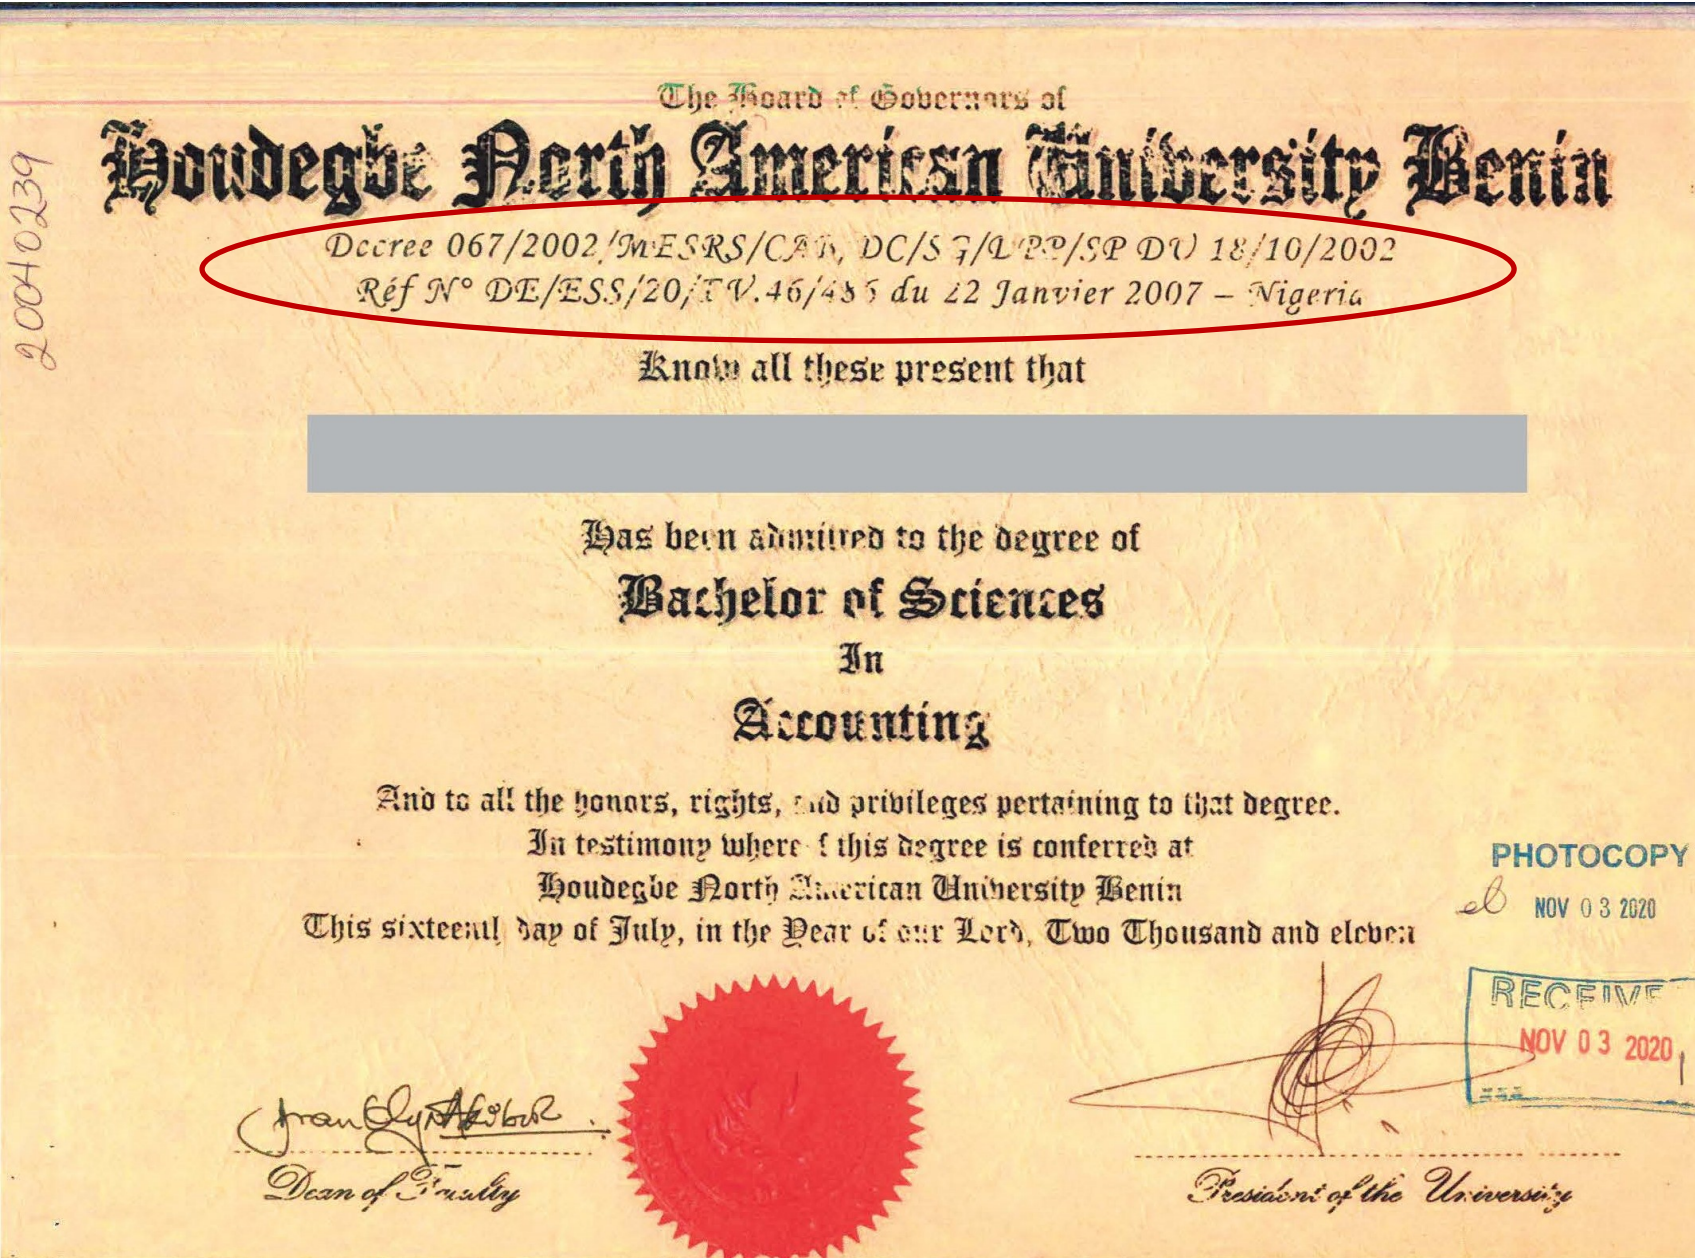 The Board of Governors of
Houdegbe North American University Benin
Decree 067/2002/MESRS/CAB/DC/SG/DPP/SP DU 18/10/2002
Réf N° DE/ESS/20/T V.46/486 du 22 Janvier 2007 – Nigeria
Know all these present that
Has been admitted to the degree of
Bachelor of Sciences
In
Accounting
And to all the honors, rights, and privileges pertaining to that degree.
In testimony where of this degree is conferred at
Houdegbe North American University Benin
This sixteenth day of July, in the Year of our Lord, Two Thousand and eleven
20040239
PHOTOCOPY
NOV 03 2020
RECEIVE
NOV 03 2020
Dean of Faculty
President of the University